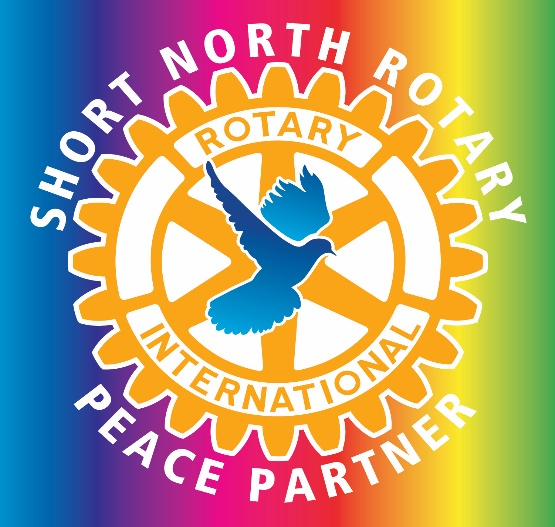 SHORT NORTH ROTARY
ROTARY
INTERNATIONAL
PEACE PARTNER